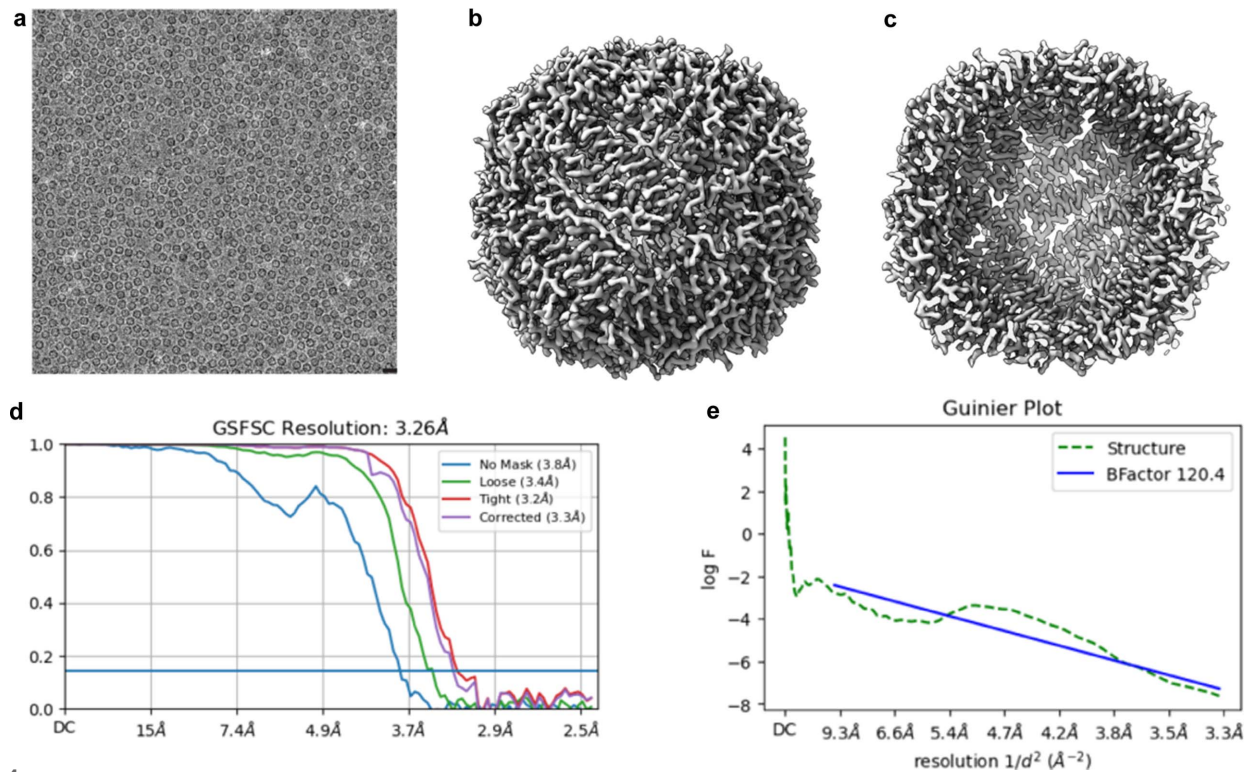 a
b
c
d
GSFSC Resolution: 3.26Å
1.0
0.8
0.6
0.4
0.2
0.0
No Mask (3.8Å)
Loose (3.4Å)
Tight (3.2Å)
Corrected (3.3Å)
DC 15Å 7.4Å 4.9Å 3.7Å 2.9Å 2.5Å
e
Guinier Plot
log F
4
2
0
−2
−4
−6
−8
Structure
BFactor 120.4
DC 9.3Å 6.6Å 5.4Å 4.7Å 4.2Å 3.8Å 3.5Å 3.3Å
resolution 1/d² (Å⁻²)